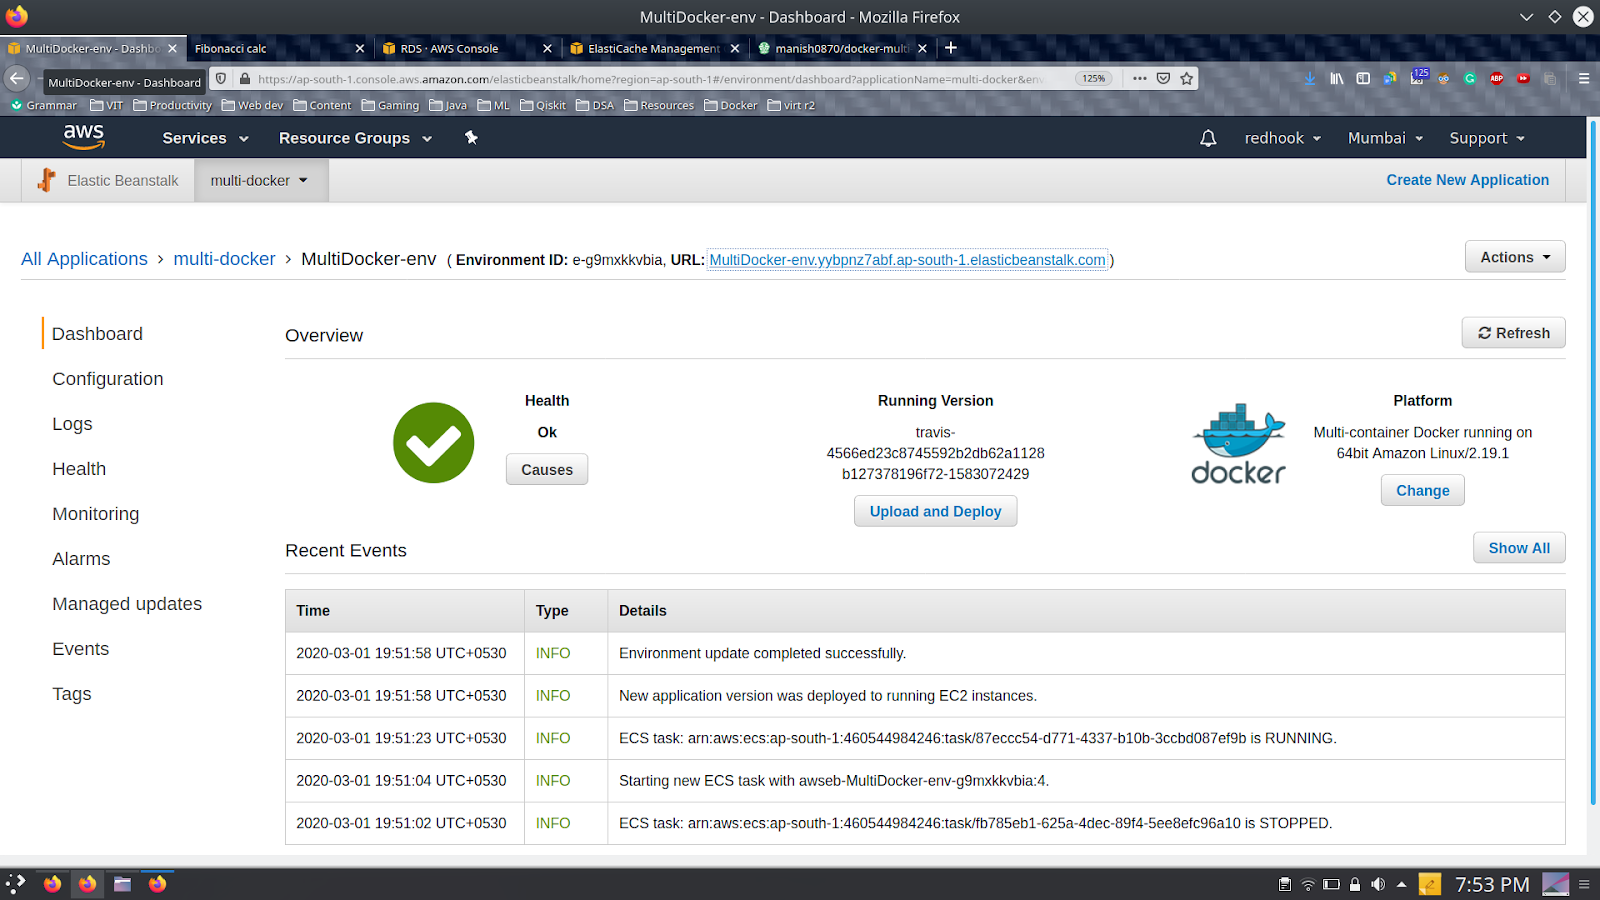 MultiDocker-env - Dashboard - Mozilla Firefox
MultiDocker-env - Dashbo
Fibonacci calc
RDS · AWS Console
ElastiCache Management
manish0870/docker-multi
MultiDocker-env - Dashboard
https://ap-south-1.console.aws.amazon.com/elasticbeanstalk/home?region=ap-south-1#/environment/dashboard?applicationName=multi-docker&env
125%
125
ABP
Grammar VIT Productivity Web dev Content Gaming Java ML Qiskit DSA Resources Docker virt r2
aws Services Resource Groups redhook Mumbai Support
Elastic Beanstalk multi-docker Create New Application
All Applications › multi-docker › MultiDocker-env ( Environment ID: e-g9mxkkvbia, URL: MultiDocker-env.yybpnz7abf.ap-south-1.elasticbeanstalk.com )
Actions
Dashboard
Configuration
Logs
Health
Monitoring
Alarms
Managed updates
Events
Tags
Overview
Refresh
Health
Ok
Causes
Running Version
travis-
4566ed23c8745592b2db62a1128
b127378196f72-1583072429
Upload and Deploy
docker
Platform
Multi-container Docker running on
64bit Amazon Linux/2.19.1
Change
Recent Events
Show All
Time Type Details
2020-03-01 19:51:58 UTC+0530 INFO Environment update completed successfully.
2020-03-01 19:51:58 UTC+0530 INFO New application version was deployed to running EC2 instances.
2020-03-01 19:51:23 UTC+0530 INFO ECS task: arn:aws:ecs:ap-south-1:460544984246:task/87eccc54-d771-4337-b10b-3ccbd087ef9b is RUNNING.
2020-03-01 19:51:04 UTC+0530 INFO Starting new ECS task with awseb-MultiDocker-env-g9mxkkvbia:4.
2020-03-01 19:51:02 UTC+0530 INFO ECS task: arn:aws:ecs:ap-south-1:460544984246:task/fb785eb1-625a-4dec-89f4-5ee8efc96a10 is STOPPED.
7:53 PM